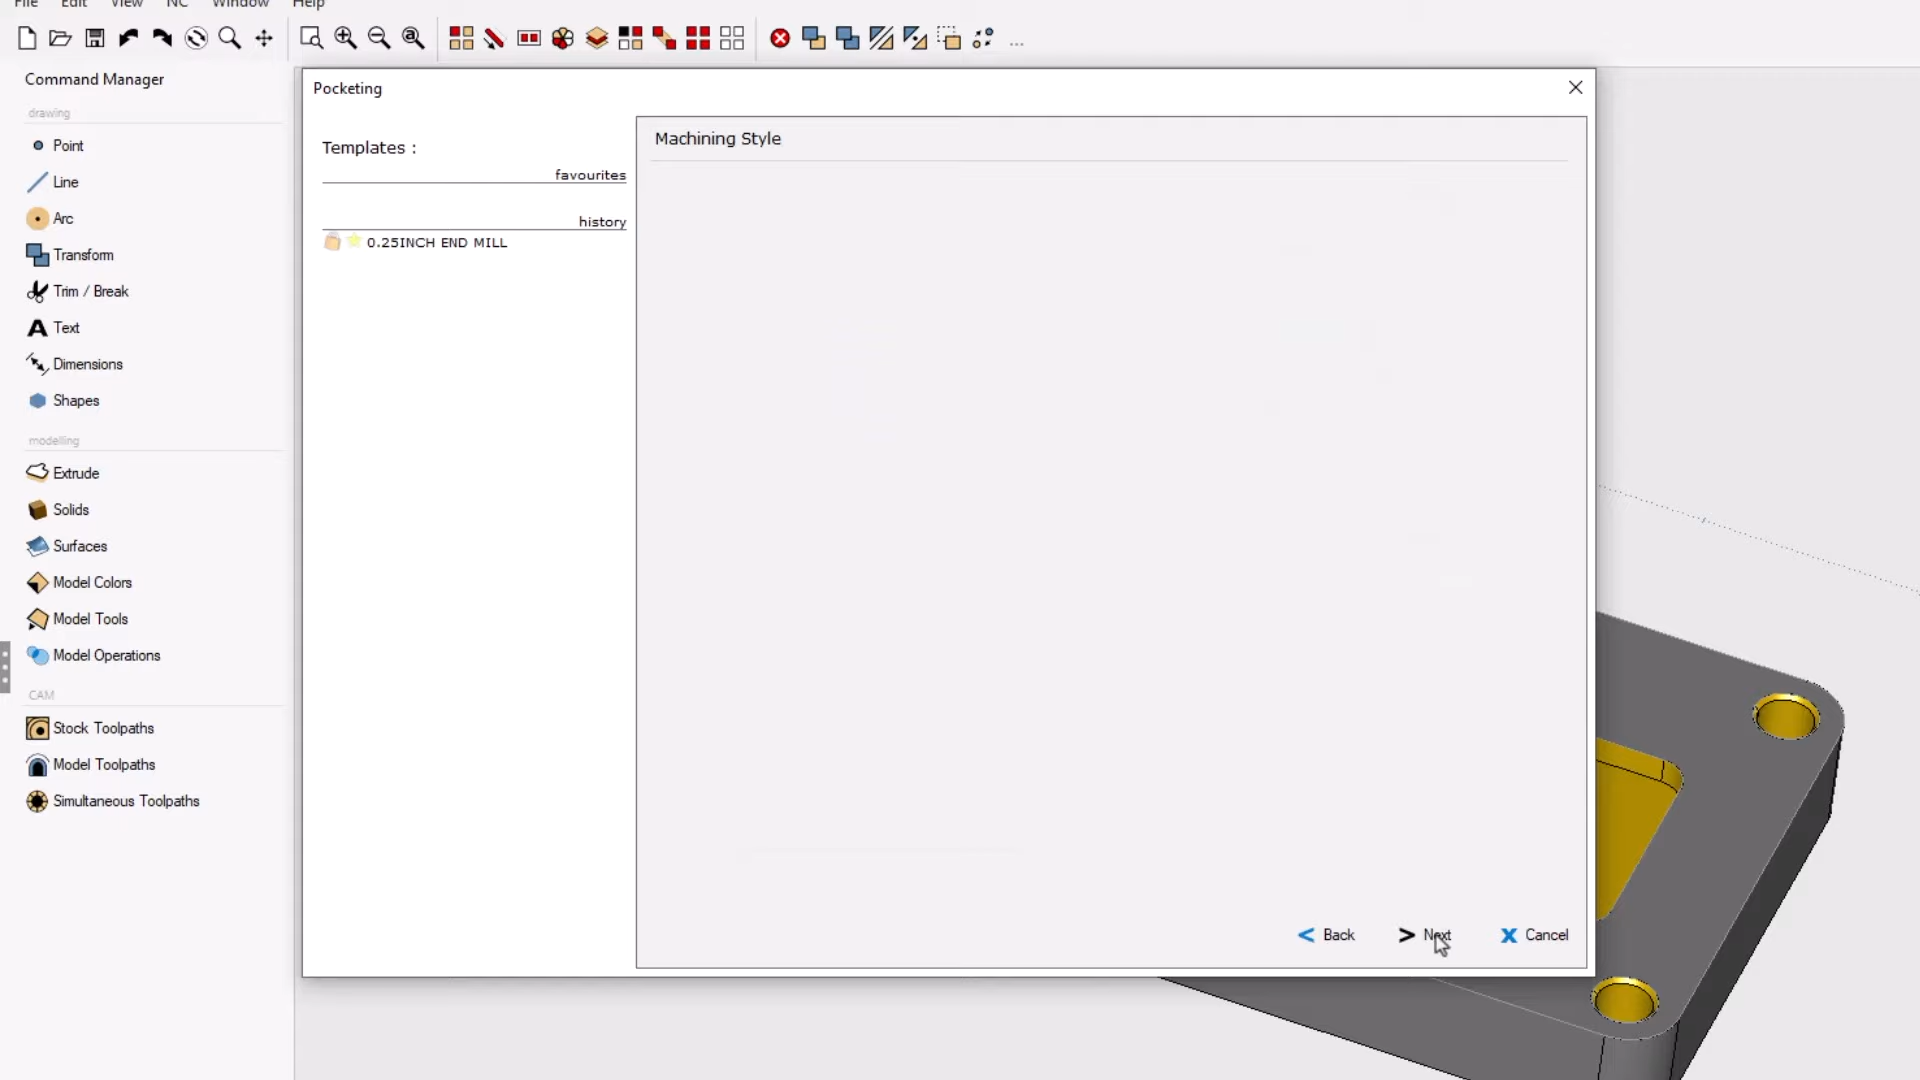 File Edit View NC Window Help
Command Manager
drawing
Point
Line
Arc
Transform
Trim / Break
Text
Dimensions
Shapes
modelling
Extrude
Solids
Surfaces
Model Colors
Model Tools
Model Operations
CAM
Stock Toolpaths
Model Toolpaths
Simultaneous Toolpaths
Pocketing
Templates :
favourites
history
0.25INCH END MILL
Machining Style
< Back > Next X Cancel